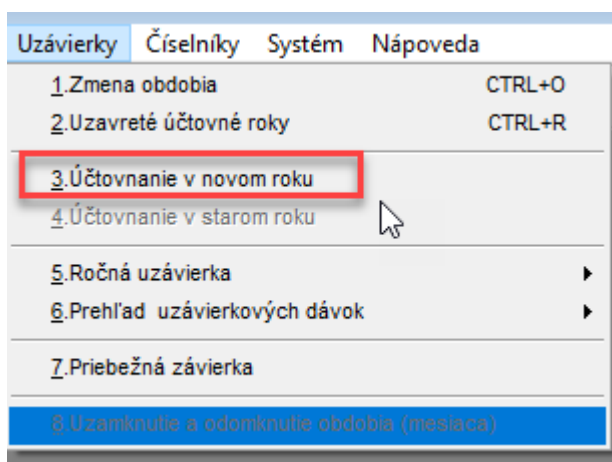 Uzávierky Číselníky Systém Nápoveda
1.Zmena obdobia CTRL+O
2.Uzavreté účtovné roky CTRL+R
3.Účtovnanie v novom roku
4.Účtovnanie v starom roku
5.Ročná uzávierka
6.Prehľad uzávierkových dávok
7.Priebežná závierka
8.Uzamknutie a odomknutie obdobia (mesiaca)